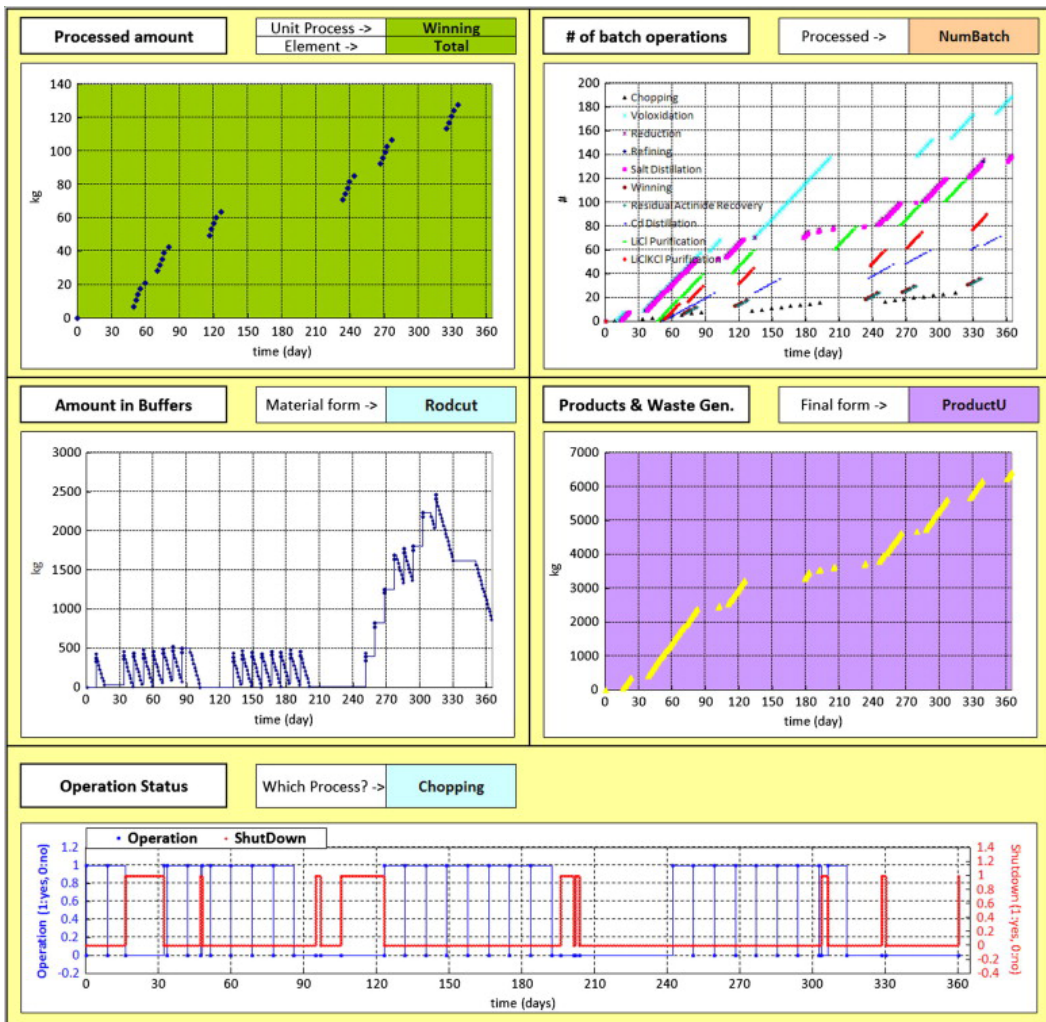 Processed amount
Unit Process -> Winning
Element -> Total
140
120
100
80
60
40
20
0
kg
0 30 60 90 120 150 180 210 240 270 300 330 360
time (day)
# of batch operations
Processed -> NumBatch
200
180
160
140
120
100
80
60
40
20
0
#
Chopping
Voloxidation
Reduction
Refining
Salt Distillation
Winning
Residual Actinide Recovery
Cd Distillation
LiCl Purification
LiClKCl Purification
0 30 60 90 120 150 180 210 240 270 300 330 360
time (day)
Amount in Buffers
Material form -> Rodcut
3000
2500
2000
1500
1000
500
0
kg
0 30 60 90 120 150 180 210 240 270 300 330 360
time (day)
Products & Waste Gen.
Final form -> ProductU
7000
6000
5000
4000
3000
2000
1000
0
kg
0 30 60 90 120 150 180 210 240 270 300 330 360
time (day)
Operation Status
Which Process? -> Chopping
Operation ShutDown
Operation (1:yes, 0:no)
1.2
1
0.8
0.6
0.4
0.2
0
-0.2
1.4
1.2
1
0.8
0.6
0.4
0.2
0
-0.2
-0.4
Shutdown (1:yes, 0:no)
0 30 60 90 120 150 180 210 240 270 300 330 360
time (days)